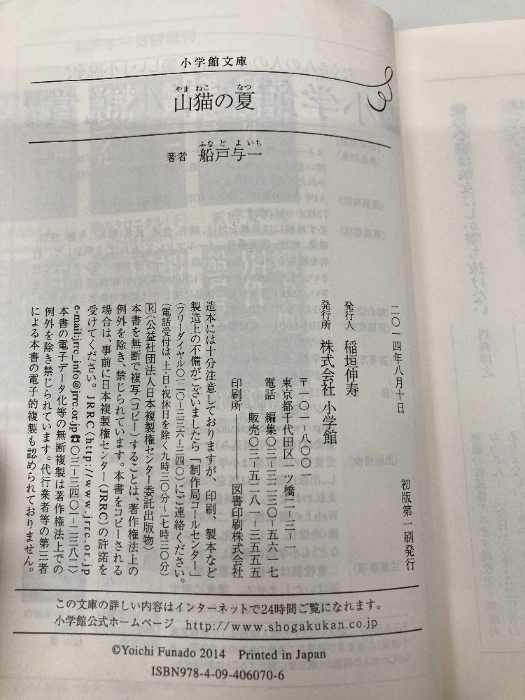 小学館文庫
やま ねこ なつ
山猫の夏
ふな ど よ いち
著者 船戸与一
二〇一四年八月十日 初版第一刷発行
発行人 稲垣伸寿
発行所 株式会社 小学館
〒一〇一-八〇〇一
東京都千代田区一ツ橋二-三-一
電話 編集〇三-三二三〇-五六一七
販売〇三-五二八一-三五五五
印刷所 図書印刷株式会社
造本には十分注意しておりますが、印刷、製本など
製造上の不備がございましたら「制作局コールセンター」
(フリーダイヤル〇一二〇-三三六-三四〇)にご連絡ください。
(電話受付は、土・日・祝休日を除く九時三〇分~一七時三〇分)
Ⓡ〈公益社団法人日本複製権センター委託出版物〉
本書を無断で複写(コピー)することは、著作権法上の
例外を除き、禁じられています。本書をコピーされる
場合は、事前に日本複製権センター(JRRC)の許諾を
受けてください。JRRC〈http://www.jrrc.or.jp
e-mail:jrrc_info@jrrc.or.jp☎〇三-三四〇一-二三八二〉
本書の電子データ化等の無断複製は著作権法上での
例外を除き禁じられています。代行業者等の第三者
による本書の電子的複製も認められておりません。
この文庫の詳しい内容はインターネットで24時間ご覧になれます。
小学館公式ホームページ http://www.shogakukan.co.jp
©Yoichi Funado 2014 Printed in Japan
ISBN978-4-09-406070-6